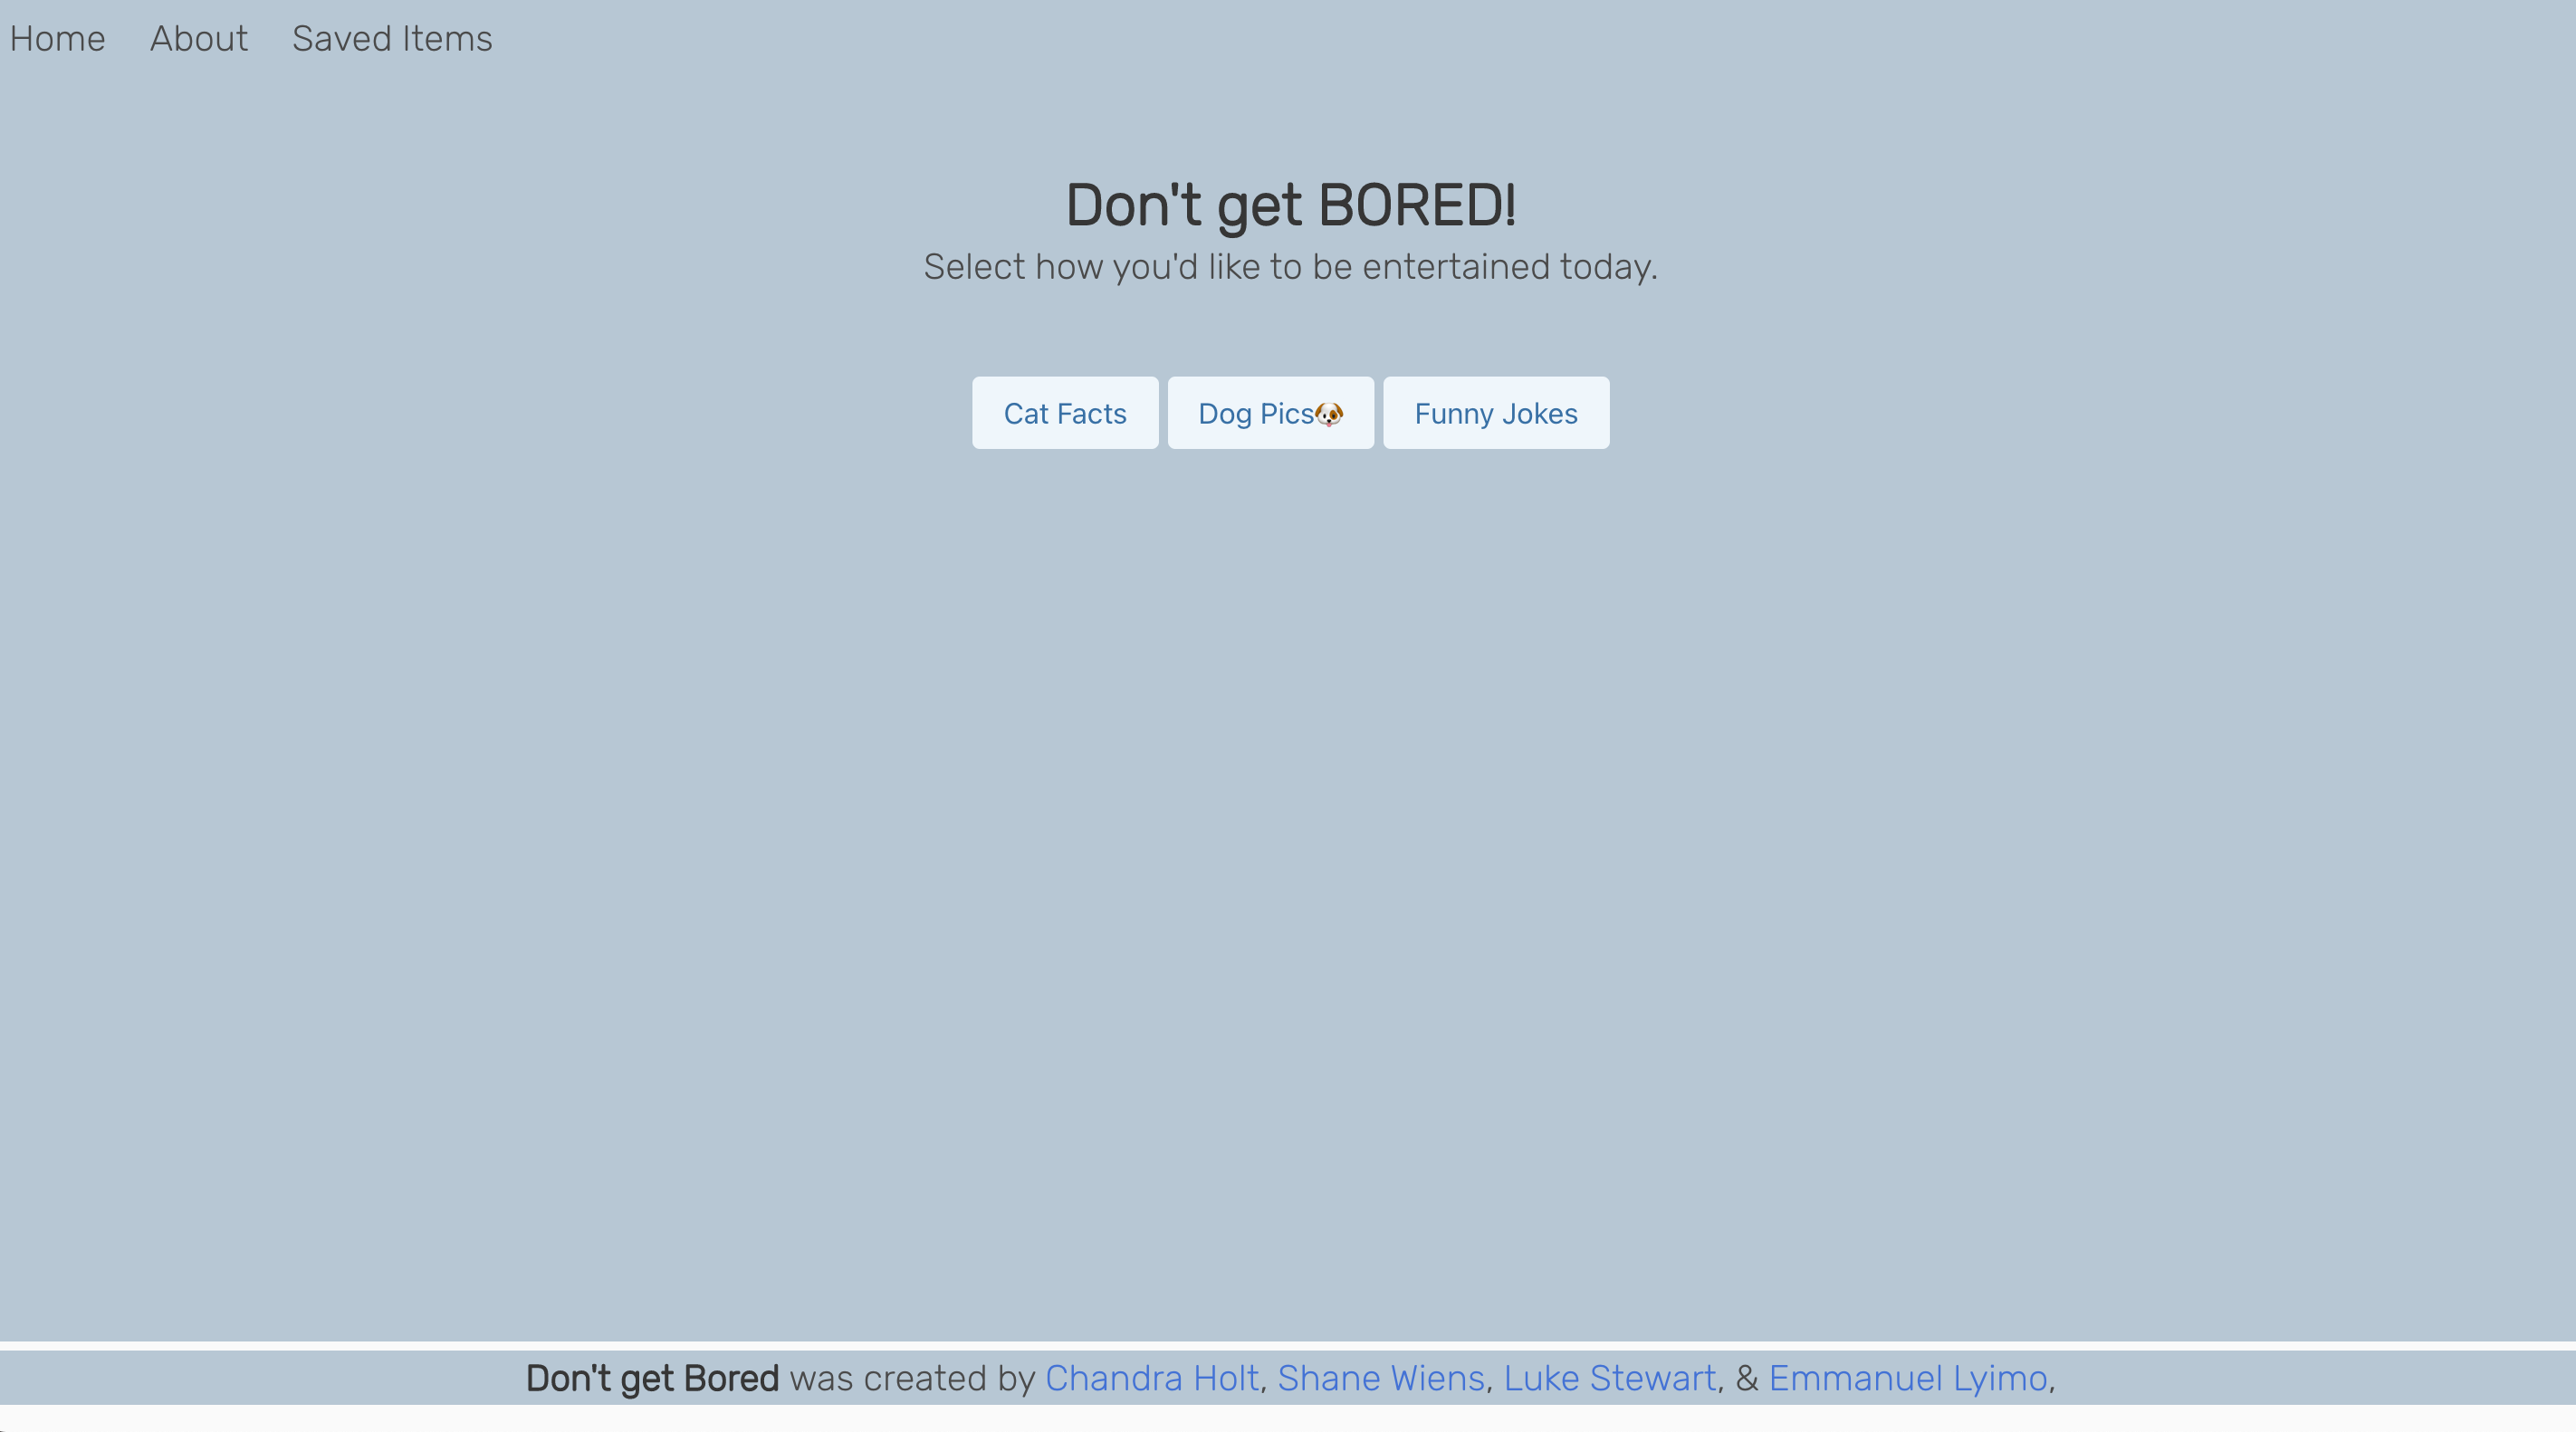 Home About Saved Items
Don't get BORED!
Select how you'd like to be entertained today.
Cat Facts Dog Pics🐶 Funny Jokes
Don't get Bored was created by Chandra Holt, Shane Wiens, Luke Stewart, & Emmanuel Lyimo,